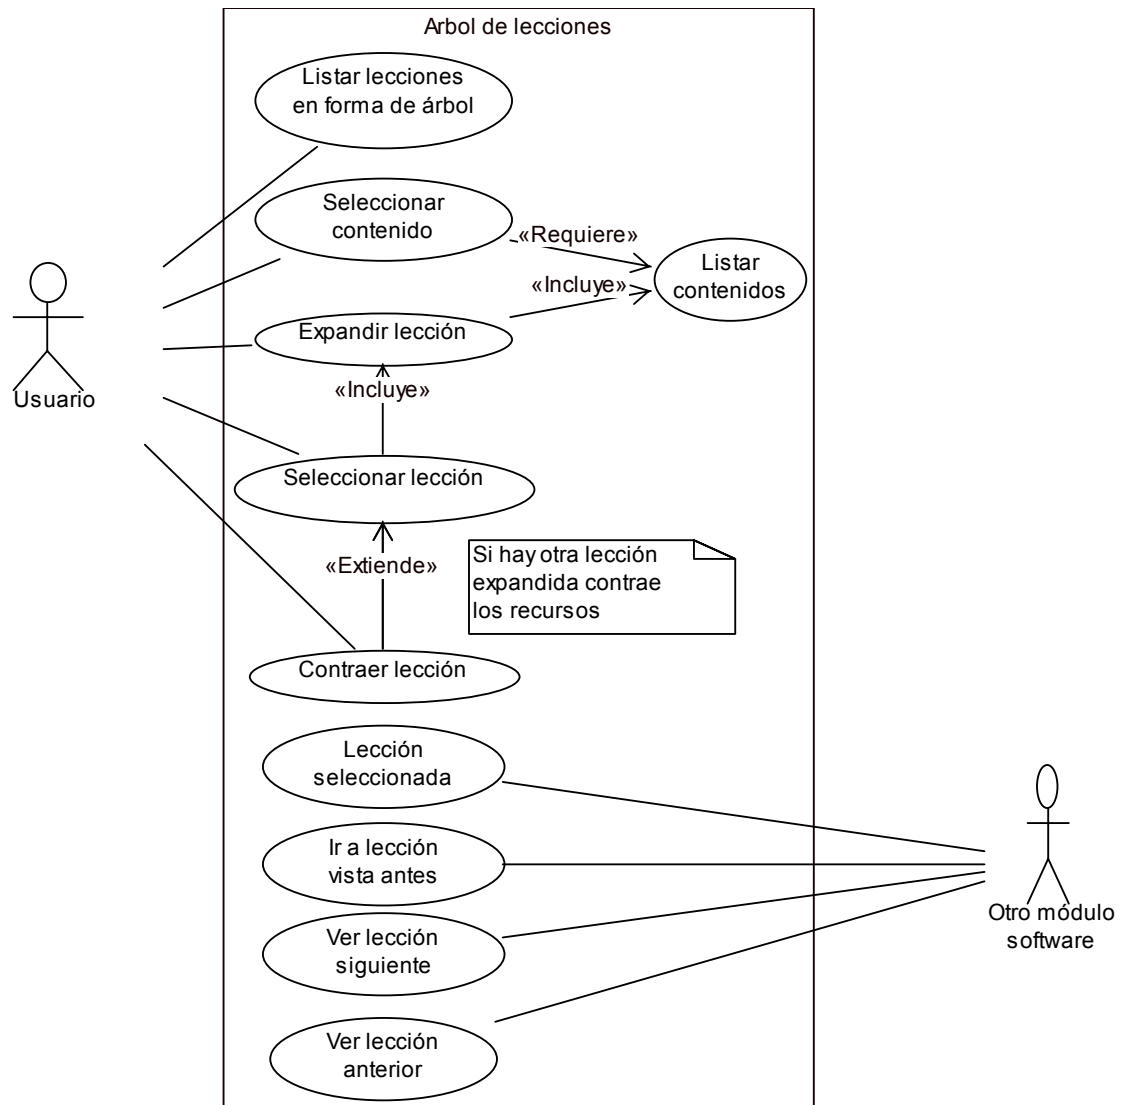 Arbol de lecciones
Listar lecciones
en forma de árbol
Seleccionar
contenido
«Requiere»
Listar
contenidos
«Incluye»
Expandir lección
Usuario
«Incluye»
Seleccionar lección
«Extiende»
Si hay otra lección
expandida contrae
los recursos
Contraer lección
Lección
seleccionada
Ir a lección
vista antes
Otro módulo
software
Ver lección
siguiente
Ver lección
anterior